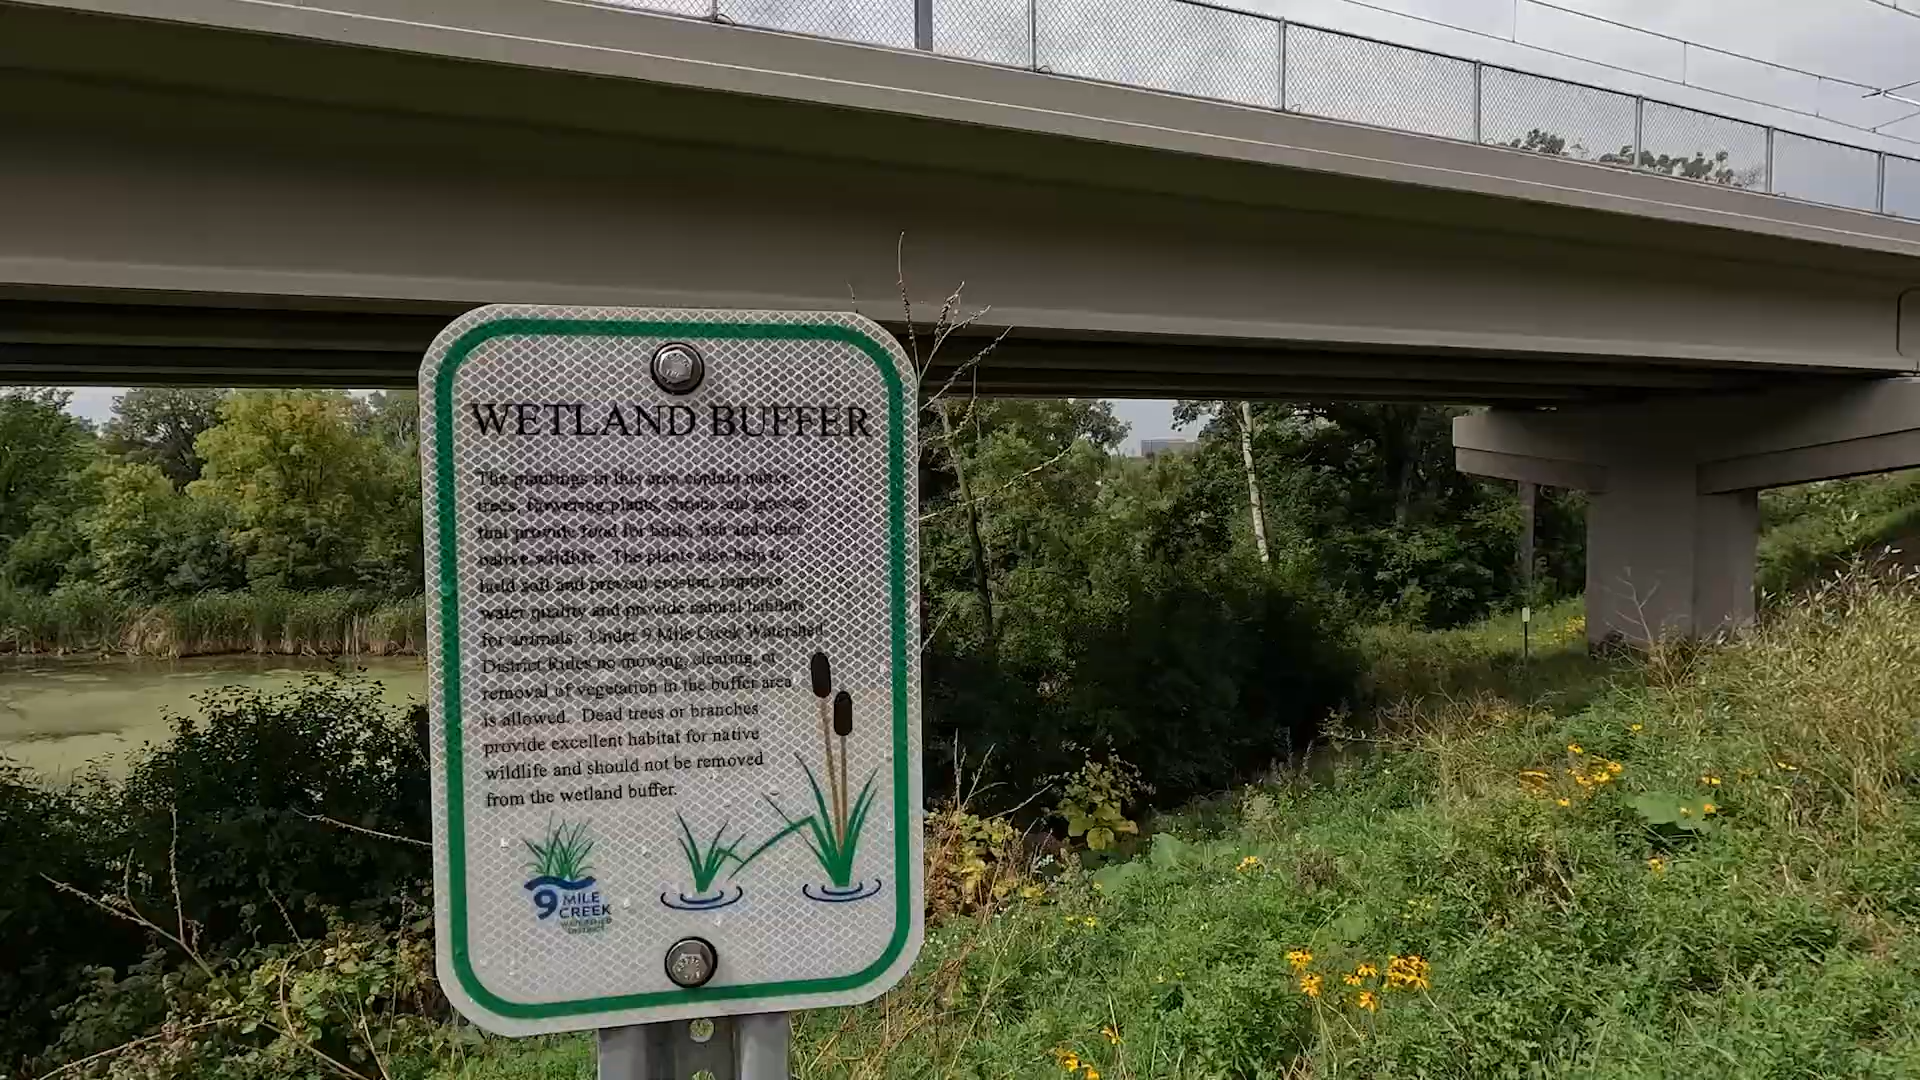 WETLAND BUFFER
The plantings in this area contain native
trees, flowering plants, shrubs and grasses
that provide food for birds, fish and other
native wildlife. The plants also help to
hold soil and prevent erosion, improve
water quality and provide natural habitats
for animals. Under 9 Mile Creek Watershed
District Rules no mowing, clearing, or
removal of vegetation in the buffer area
is allowed. Dead trees or branches
provide excellent habitat for native
wildlife and should not be removed
from the wetland buffer.
9 MILE
CREEK
WATERSHED
DISTRICT